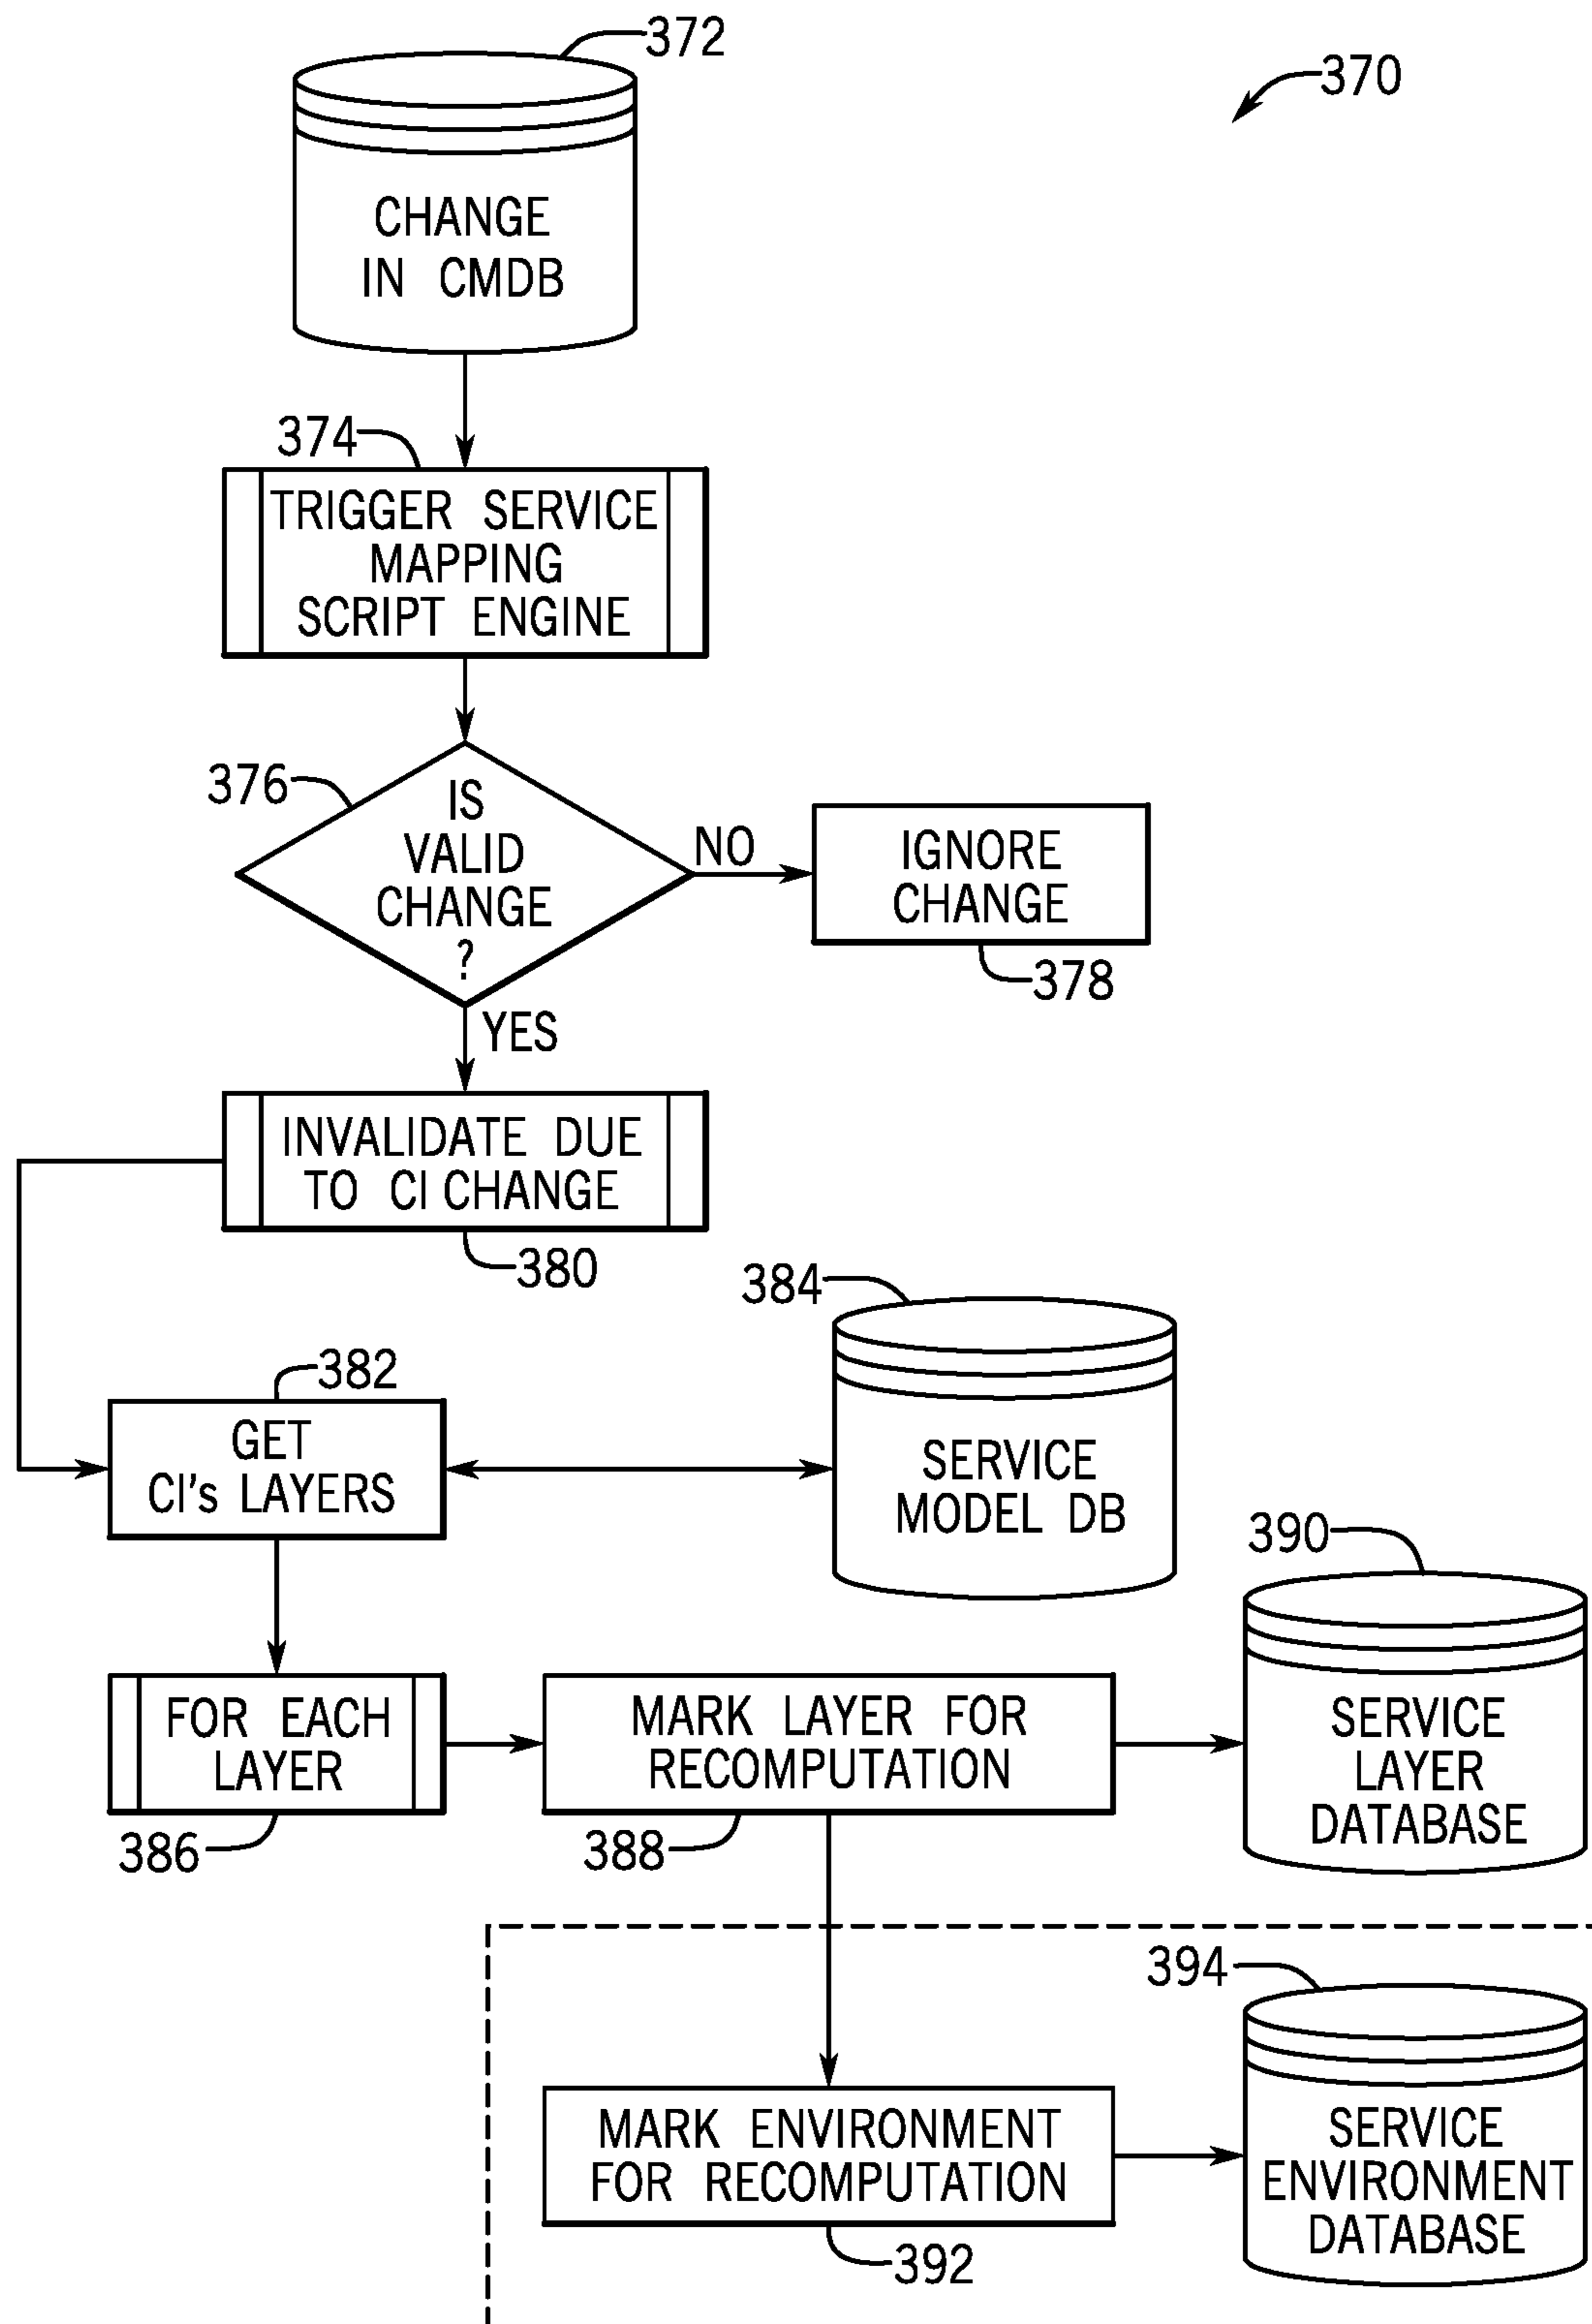 372
370
CHANGE
IN CMDB
374
TRIGGER SERVICE
MAPPING
SCRIPT ENGINE
376
IS
VALID
CHANGE
?
NO
IGNORE
CHANGE
378
YES
INVALIDATE DUE
TO CI CHANGE
380
384
382
GET
CI's LAYERS
SERVICE
MODEL DB
390
FOR EACH
LAYER
386
MARK LAYER FOR
RECOMPUTATION
388
SERVICE
LAYER
DATABASE
394
MARK ENVIRONMENT
FOR RECOMPUTATION
392
SERVICE
ENVIRONMENT
DATABASE